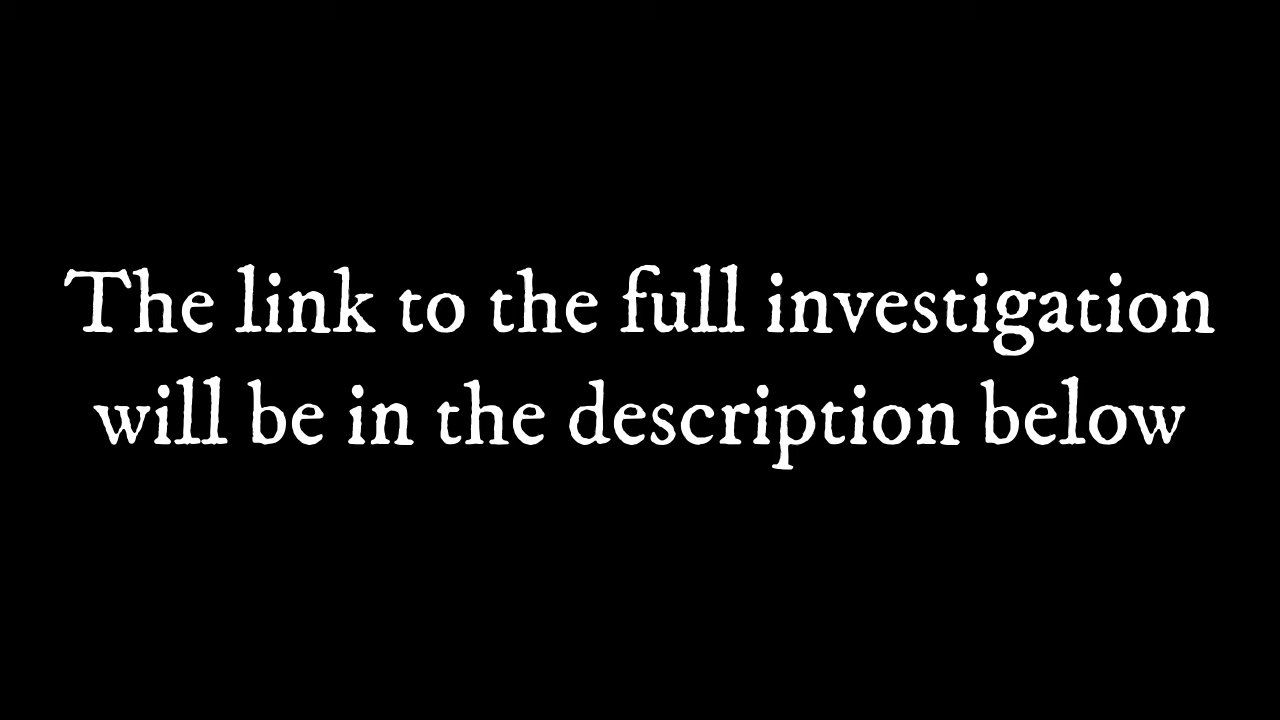 The link to the full investigation
will be in the description below